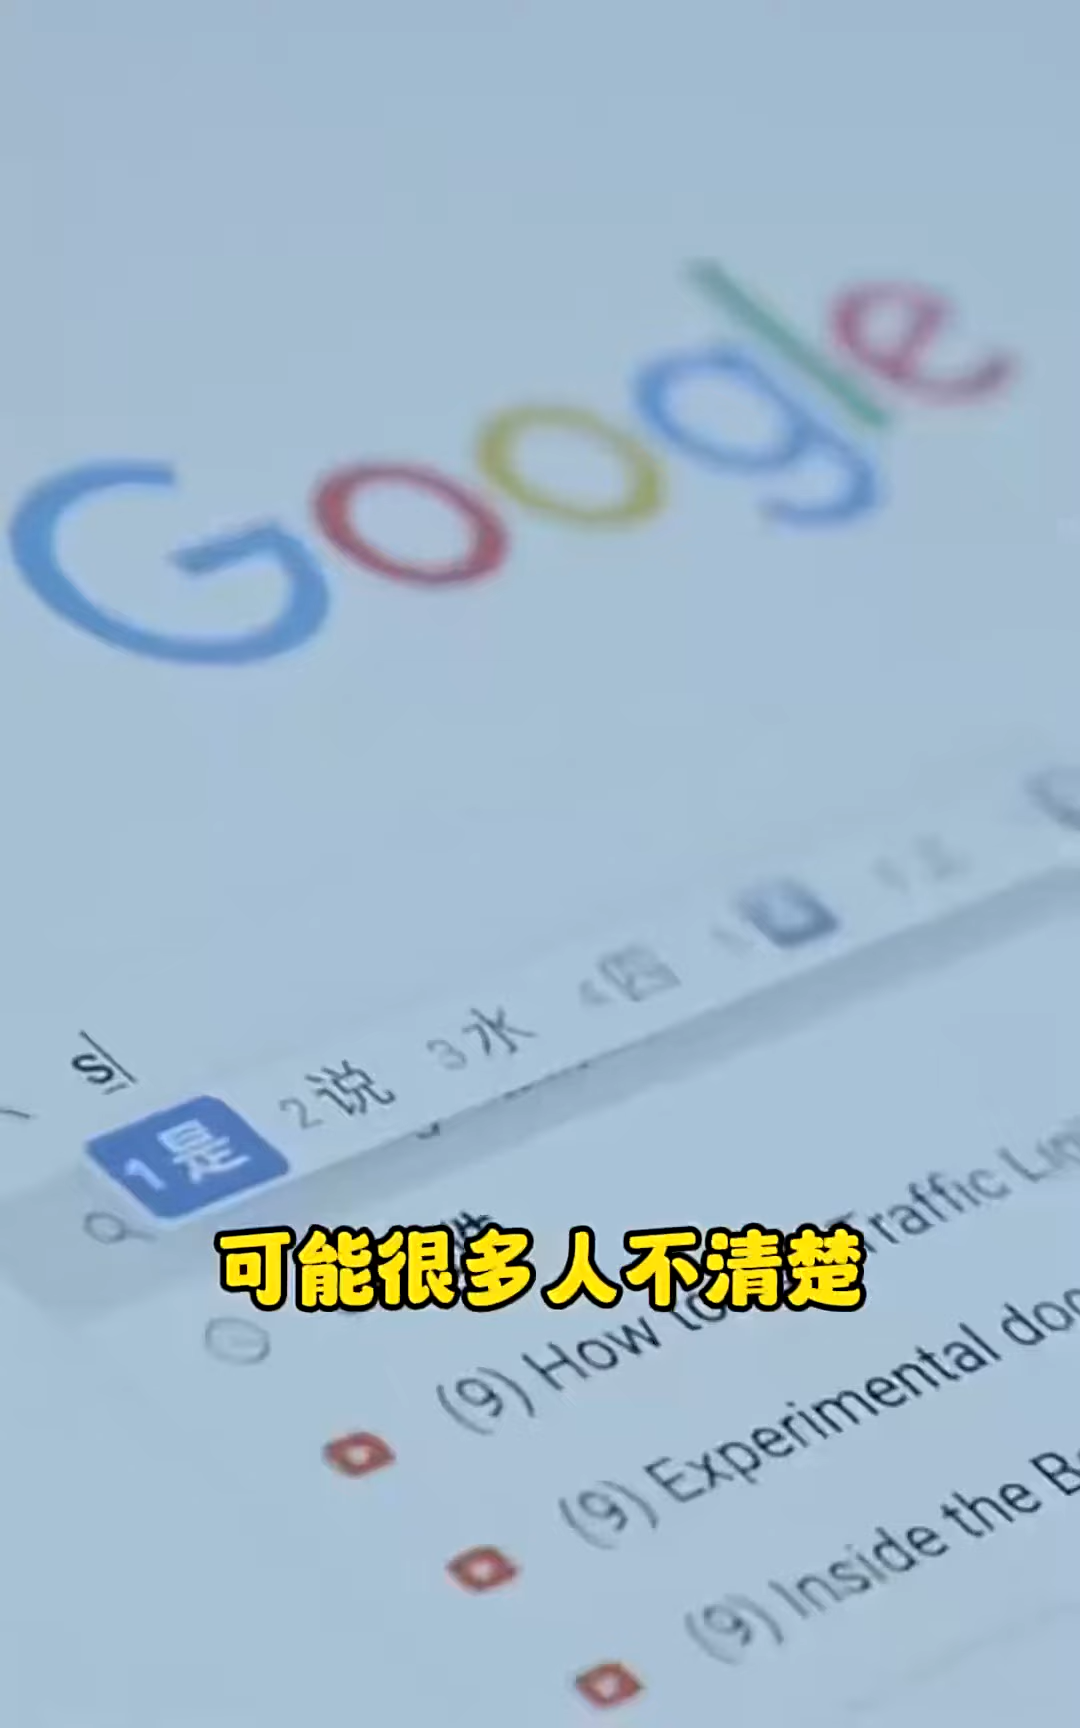 Google
s
1 是 2 说 3 水 4 四
可能很多人不清楚
(9) How to Traffic
(9) Experimental
(9) Inside the